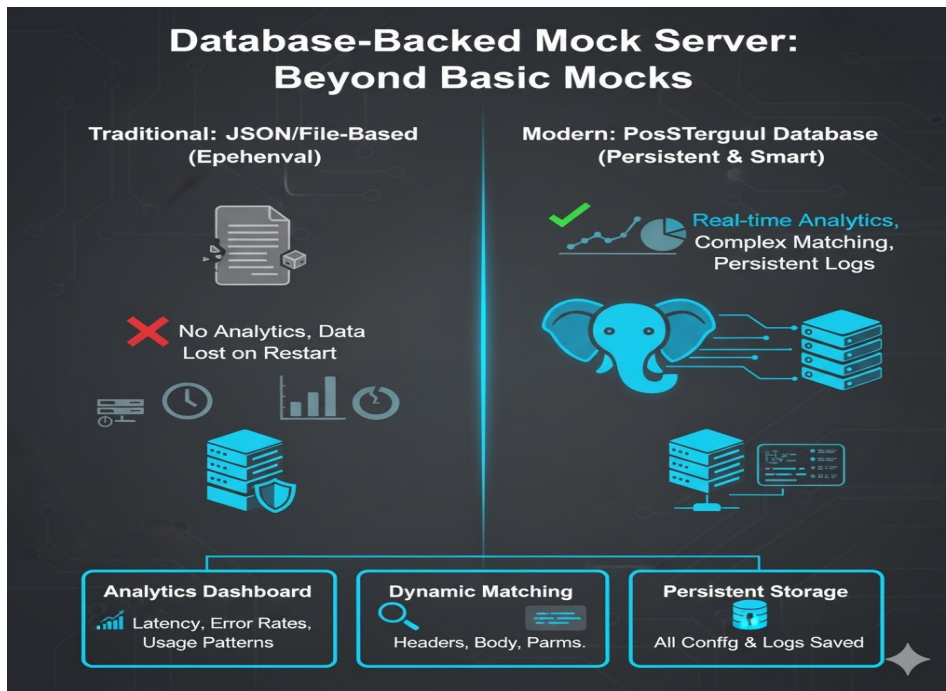 Database-Backed Mock Server:
Beyond Basic Mocks
Traditional: JSON/File-Based
(Epehenval)
No Analytics, Data
Lost on Restart
Modern: PosSTerguul Database
(Persistent & Smart)
Real-time Analytics,
Complex Matching,
Persistent Logs
Analytics Dashboard
Latency, Error Rates,
Usage Patterns
Dynamic Matching
Headers, Body, Parms.
Persistent Storage
All Conffg & Logs Saved